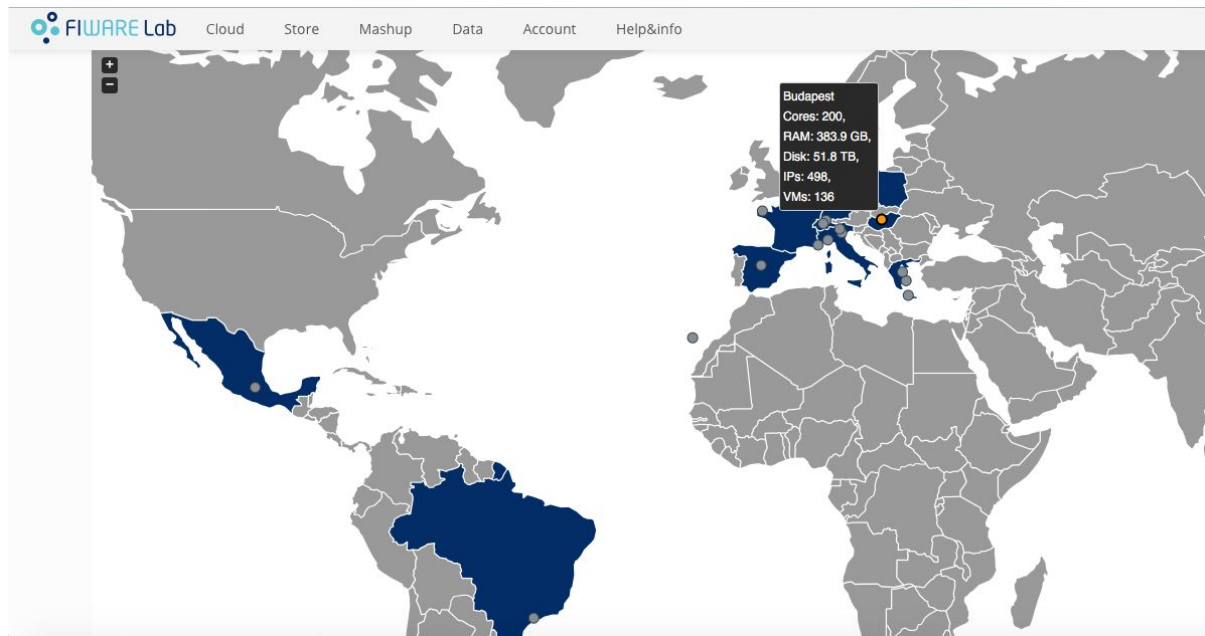 FIWARE Lab Cloud Store Mashup Data Account Help&info
+
−
Budapest
Cores: 200,
RAM: 383.9 GB,
Disk: 51.8 TB,
IPs: 498,
VMs: 136